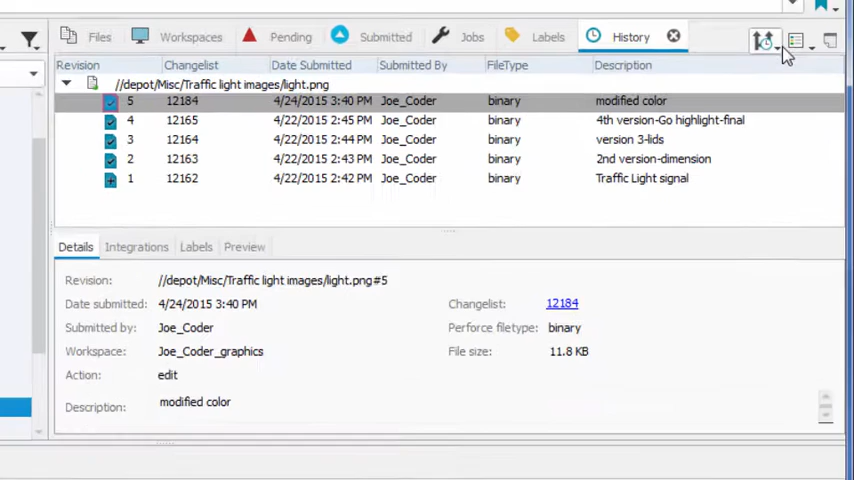 Files Workspaces Pending Submitted Jobs Labels History
Revision Changelist Date Submitted Submitted By FileType Description
//depot/Misc/Traffic light images/light.png
5 12184 4/24/2015 3:40 PM Joe_Coder binary modified color
4 12165 4/22/2015 2:45 PM Joe_Coder binary 4th version-Go highlight-final
3 12164 4/22/2015 2:44 PM Joe_Coder binary version 3-lids
2 12163 4/22/2015 2:43 PM Joe_Coder binary 2nd version-dimension
1 12162 4/22/2015 2:42 PM Joe_Coder binary Traffic Light signal
Details Integrations Labels Preview
Revision: //depot/Misc/Traffic light images/light.png#5
Date submitted: 4/24/2015 3:40 PM Changelist: 12184
Submitted by: Joe_Coder Perforce filetype: binary
Workspace: Joe_Coder_graphics File size: 11.8 KB
Action: edit
Description: modified color